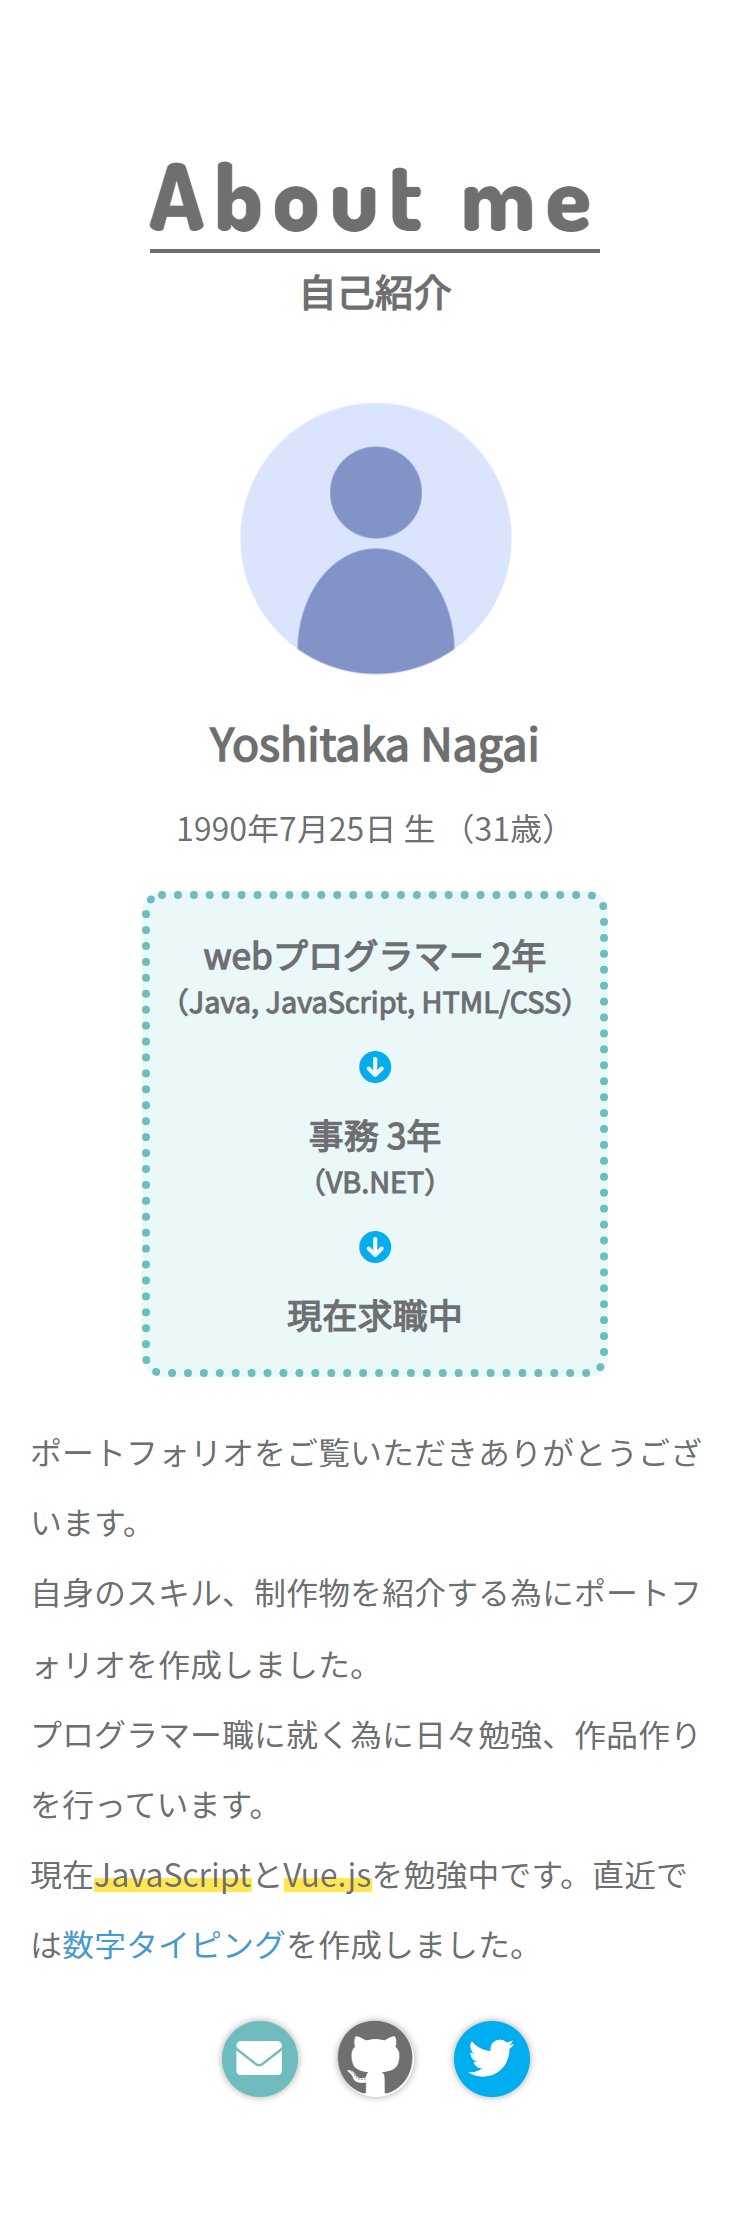 About me
自己紹介
Yoshitaka Nagai
1990年7月25日 生 （31歳）
webプログラマー 2年
（Java, JavaScript, HTML/CSS）
事務 3年
（VB.NET）
現在求職中
ポートフォリオをご覧いただきありがとうござ
います。
自身のスキル、制作物を紹介する為にポートフ
ォリオを作成しました。
プログラマー職に就く為に日々勉強、作品作り
を行っています。
現在JavaScriptとVue.jsを勉強中です。直近で
は数字タイピングを作成しました。